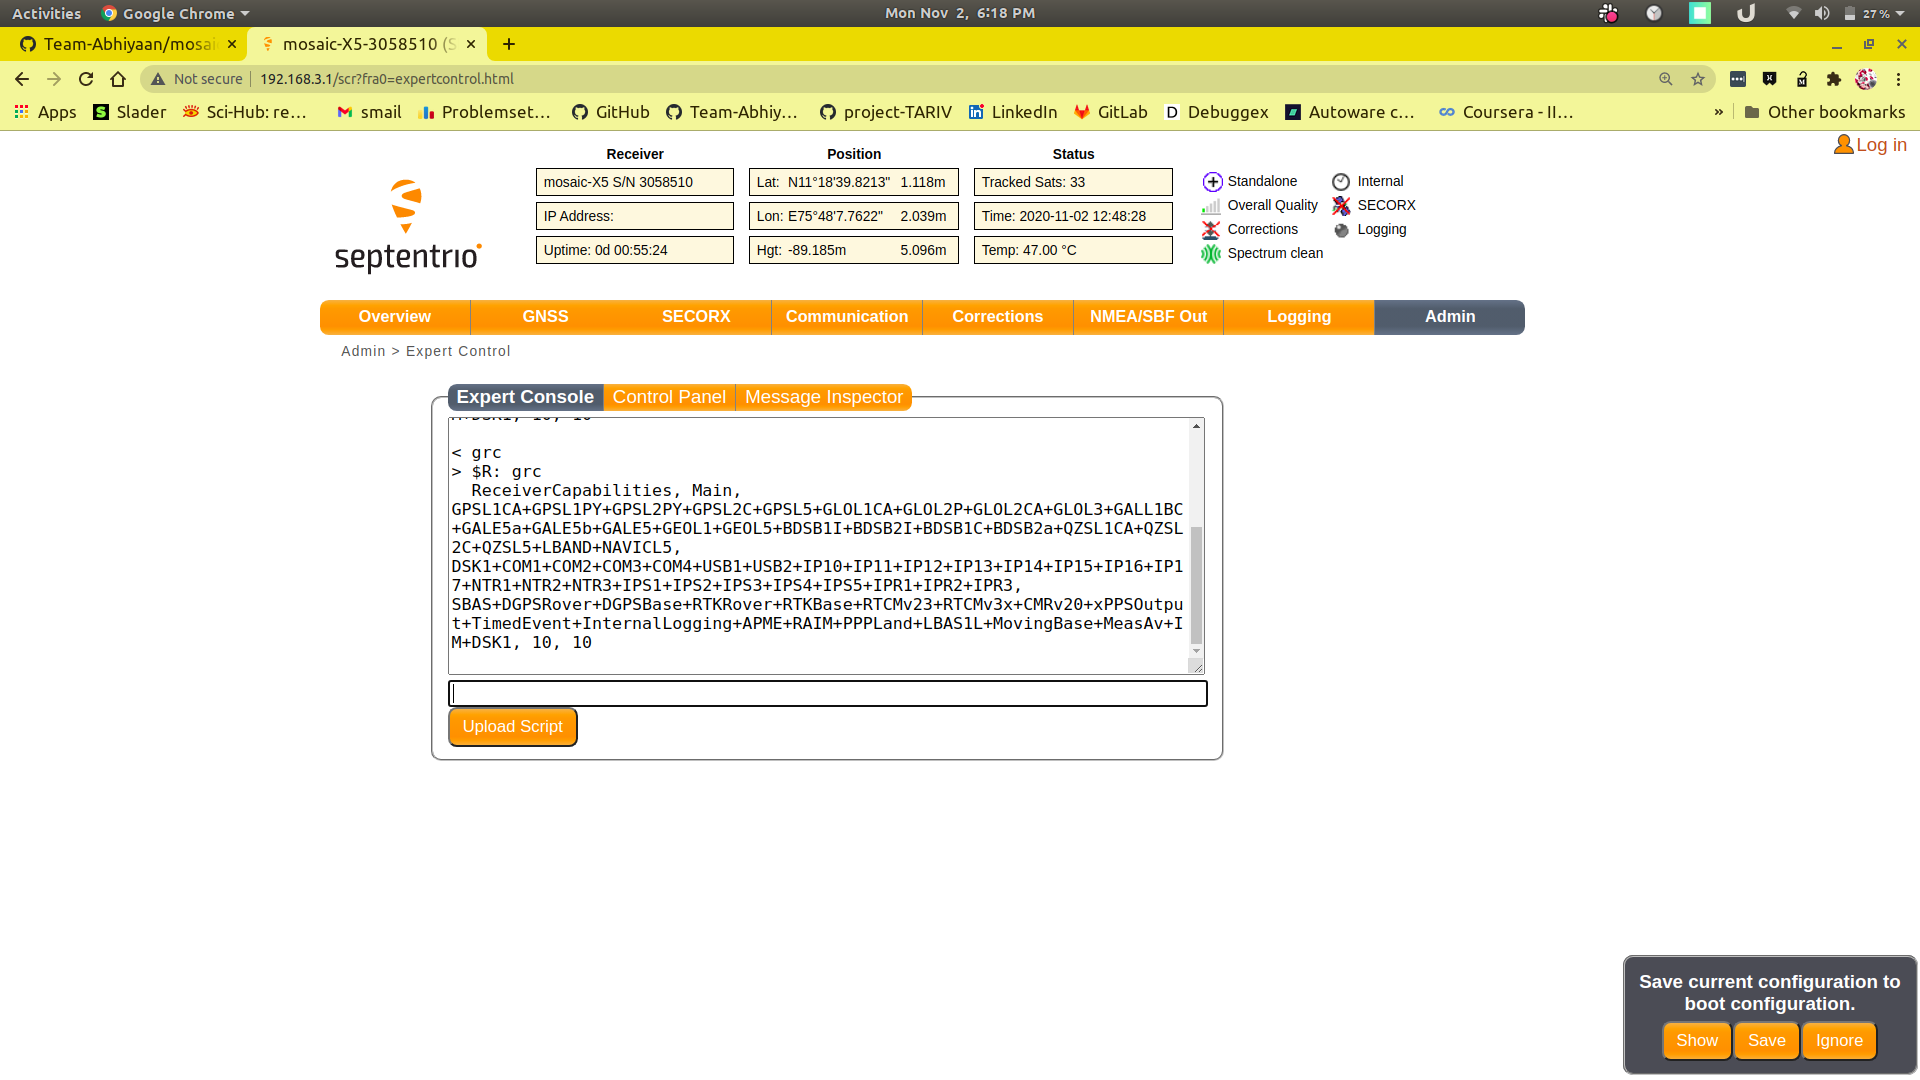 Activities
Google Chrome
Mon Nov 2, 6:18 PM
27 %
Team-Abhiyaan/mosai
mosaic-X5-3058510 (S
Not secure
192.168.3.1/scr?fra0=expertcontrol.html
Apps
Slader
Sci-Hub: re…
smail
Problemset…
GitHub
Team-Abhiy…
project-TARIV
LinkedIn
GitLab
Debuggex
Autoware c…
Coursera - II…
»
Other bookmarks
Log in
septentrio
Receiver
mosaic-X5 S/N 3058510
IP Address:
Uptime: 0d 00:55:24
Position
Lat: N11°18'39.8213" 1.118m
Lon: E75°48'7.7622" 2.039m
Hgt: -89.185m 5.096m
Status
Tracked Sats: 33
Time: 2020-11-02 12:48:28
Temp: 47.00 °C
Standalone
Overall Quality
Corrections
Spectrum clean
Internal
SECORX
Logging
Overview
GNSS
SECORX
Communication
Corrections
NMEA/SBF Out
Logging
Admin
Admin > Expert Control
Expert Console
Control Panel
Message Inspector
M+DSK1, 10, 10
< grc
> $R: grc
ReceiverCapabilities, Main,
GPSL1CA+GPSL1PY+GPSL2PY+GPSL2C+GPSL5+GLOL1CA+GLOL2P+GLOL2CA+GLOL3+GALL1BC
+GALE5a+GALE5b+GALE5+GEOL1+GEOL5+BDSB1I+BDSB2I+BDSB1C+BDSB2a+QZSL1CA+QZSL
2C+QZSL5+LBAND+NAVICL5,
DSK1+COM1+COM2+COM3+COM4+USB1+USB2+IP10+IP11+IP12+IP13+IP14+IP15+IP16+IP1
7+NTR1+NTR2+NTR3+IPS1+IPS2+IPS3+IPS4+IPS5+IPR1+IPR2+IPR3,
SBAS+DGPSRover+DGPSBase+RTKRover+RTKBase+RTCMv23+RTCMv3x+CMRv20+xPPSOutpu
t+TimedEvent+InternalLogging+APME+RAIM+PPPLand+LBAS1L+MovingBase+MeasAv+I
M+DSK1, 10, 10
Upload Script
Save current configuration to
boot configuration.
Show
Save
Ignore